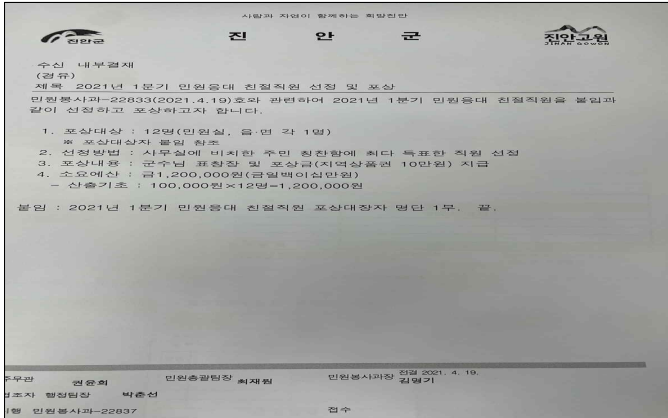 사람과 자연이 함께하는 희망진안
진안군
진 안 군
진안고원
JINAN GOWON
수신 내부결재
(경유)
제목 2021년 1분기 민원응대 친절직원 선정 및 포상
민원봉사과-22833(2021.4.19)호와 관련하여 2021년 1분기 민원응대 친절직원을 붙임과
같이 선정하고 포상하고자 합니다.
1. 포상대상 : 12명(민원실, 읍·면 각 1명)
※ 포상대상자 붙임 참조
2. 선정방법 : 사무실에 비치한 주민 칭찬함에 최다 득표한 직원 선정
3. 포상내용 : 군수님 표창장 및 포상금(지역상품권 10만원) 지급
4. 소요예산 : 금1,200,000원(금일백이십만원)
- 산출기초 : 100,000원×12명=1,200,000원
붙임 : 2021년 1분기 민원응대 친절직원 포상대장자 명단 1부. 끝.
주무관 권윤희 민원총괄팀장 최재원 민원봉사과장 전결 2021. 4. 19. 김명기
협조자 행정팀장 박춘선
시행 민원봉사과-22837 접수